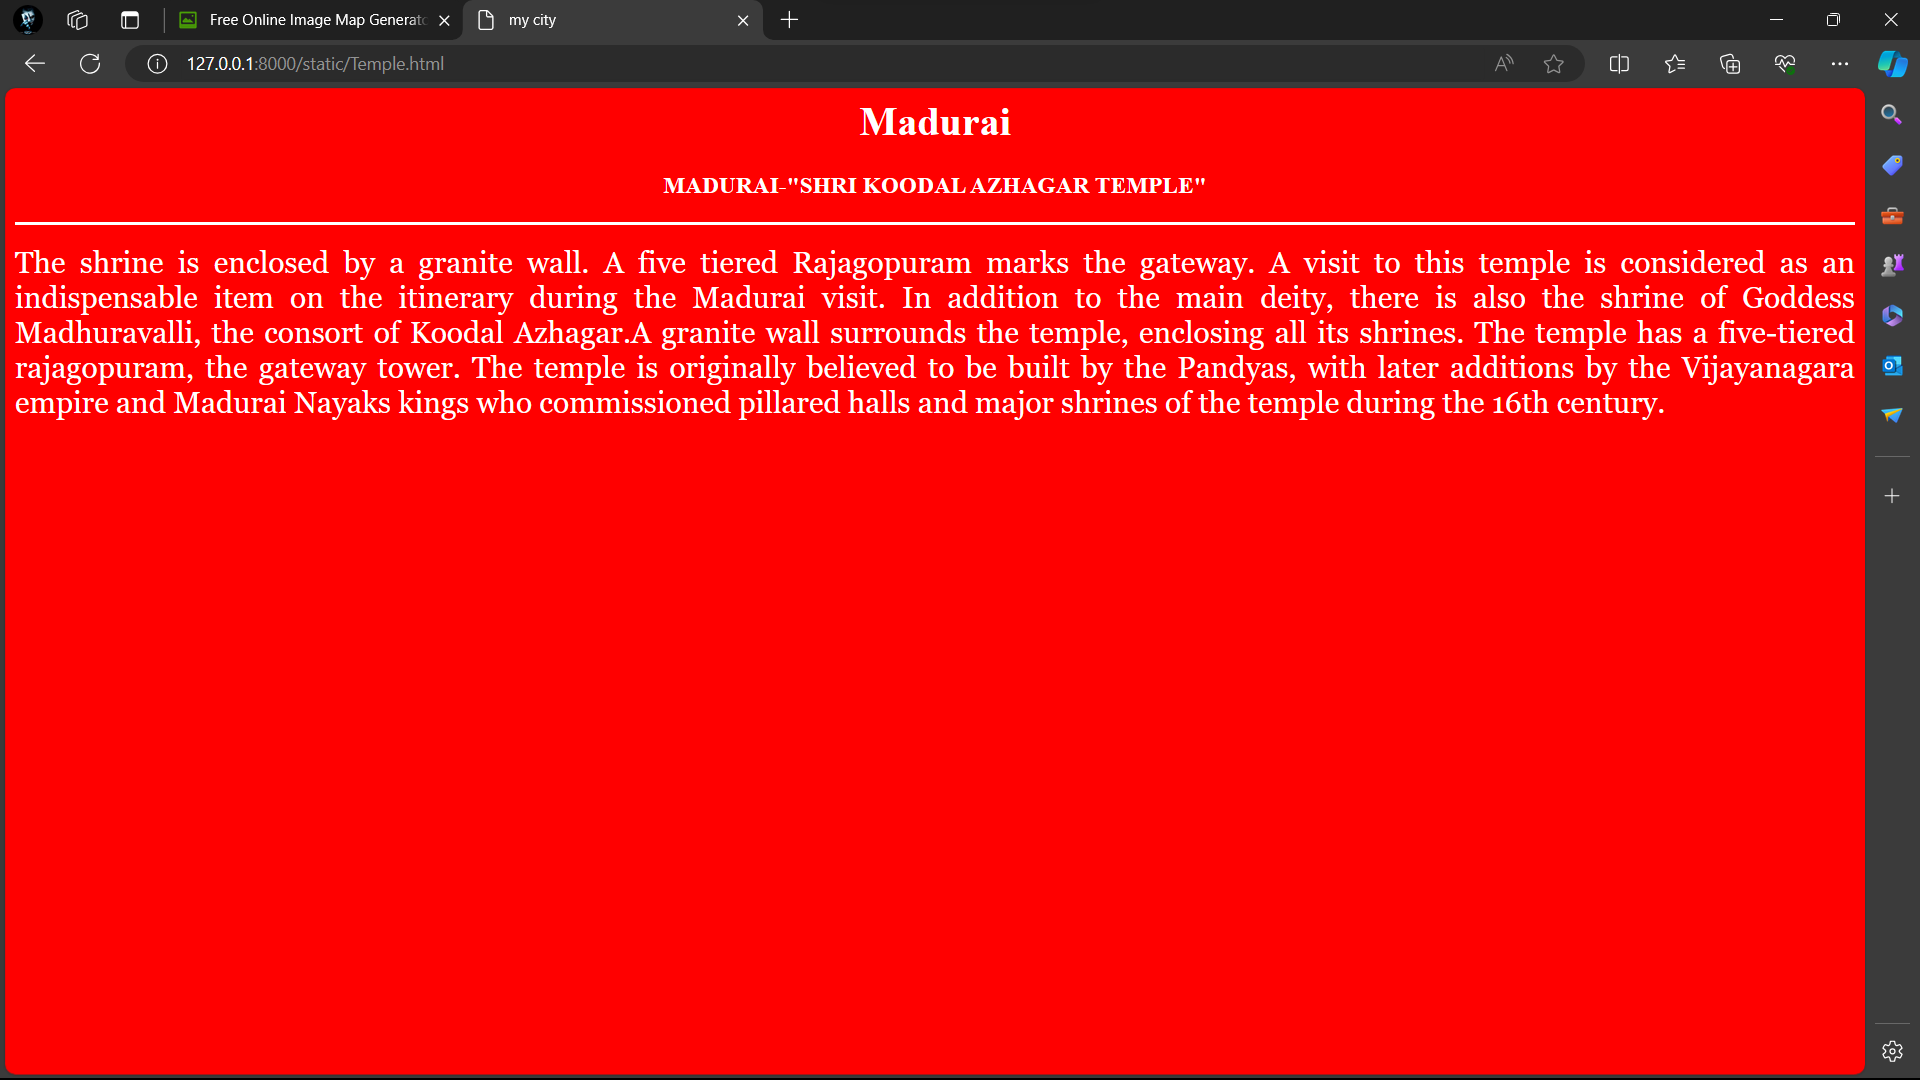 Free Online Image Map Generato
my city
127.0.0.1:8000/static/Temple.html
Madurai
MADURAI-"SHRI KOODAL AZHAGAR TEMPLE"
The shrine is enclosed by a granite wall. A five tiered Rajagopuram marks the gateway. A visit to this temple is considered as an
indispensable item on the itinerary during the Madurai visit. In addition to the main deity, there is also the shrine of Goddess
Madhuravalli, the consort of Koodal Azhagar.A granite wall surrounds the temple, enclosing all its shrines. The temple has a five-tiered
rajagopuram, the gateway tower. The temple is originally believed to be built by the Pandyas, with later additions by the Vijayanagara
empire and Madurai Nayaks kings who commissioned pillared halls and major shrines of the temple during the 16th century.